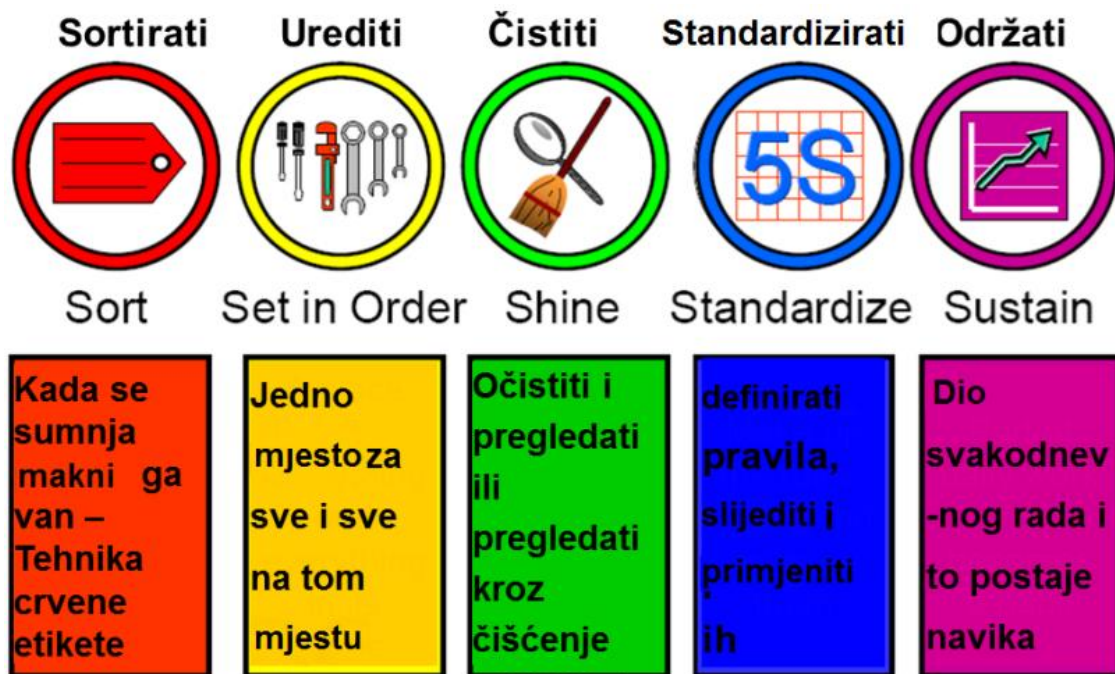 Sortirati Urediti Čistiti Standardizirati Održati
5S
Sort Set in Order Shine Standardize Sustain
Kada se
sumnja
makni ga
van –
Tehnika
crvene
etikete
Jedno
mjesto za
sve i sve
na tom
mjestu
Očistiti i
pregledati
ili
pregledati
kroz
čišćenje
definirati
pravila,
slijediti i
primjeniti
ih
Dio
svakodnev
-nog rada i
to postaje
navika